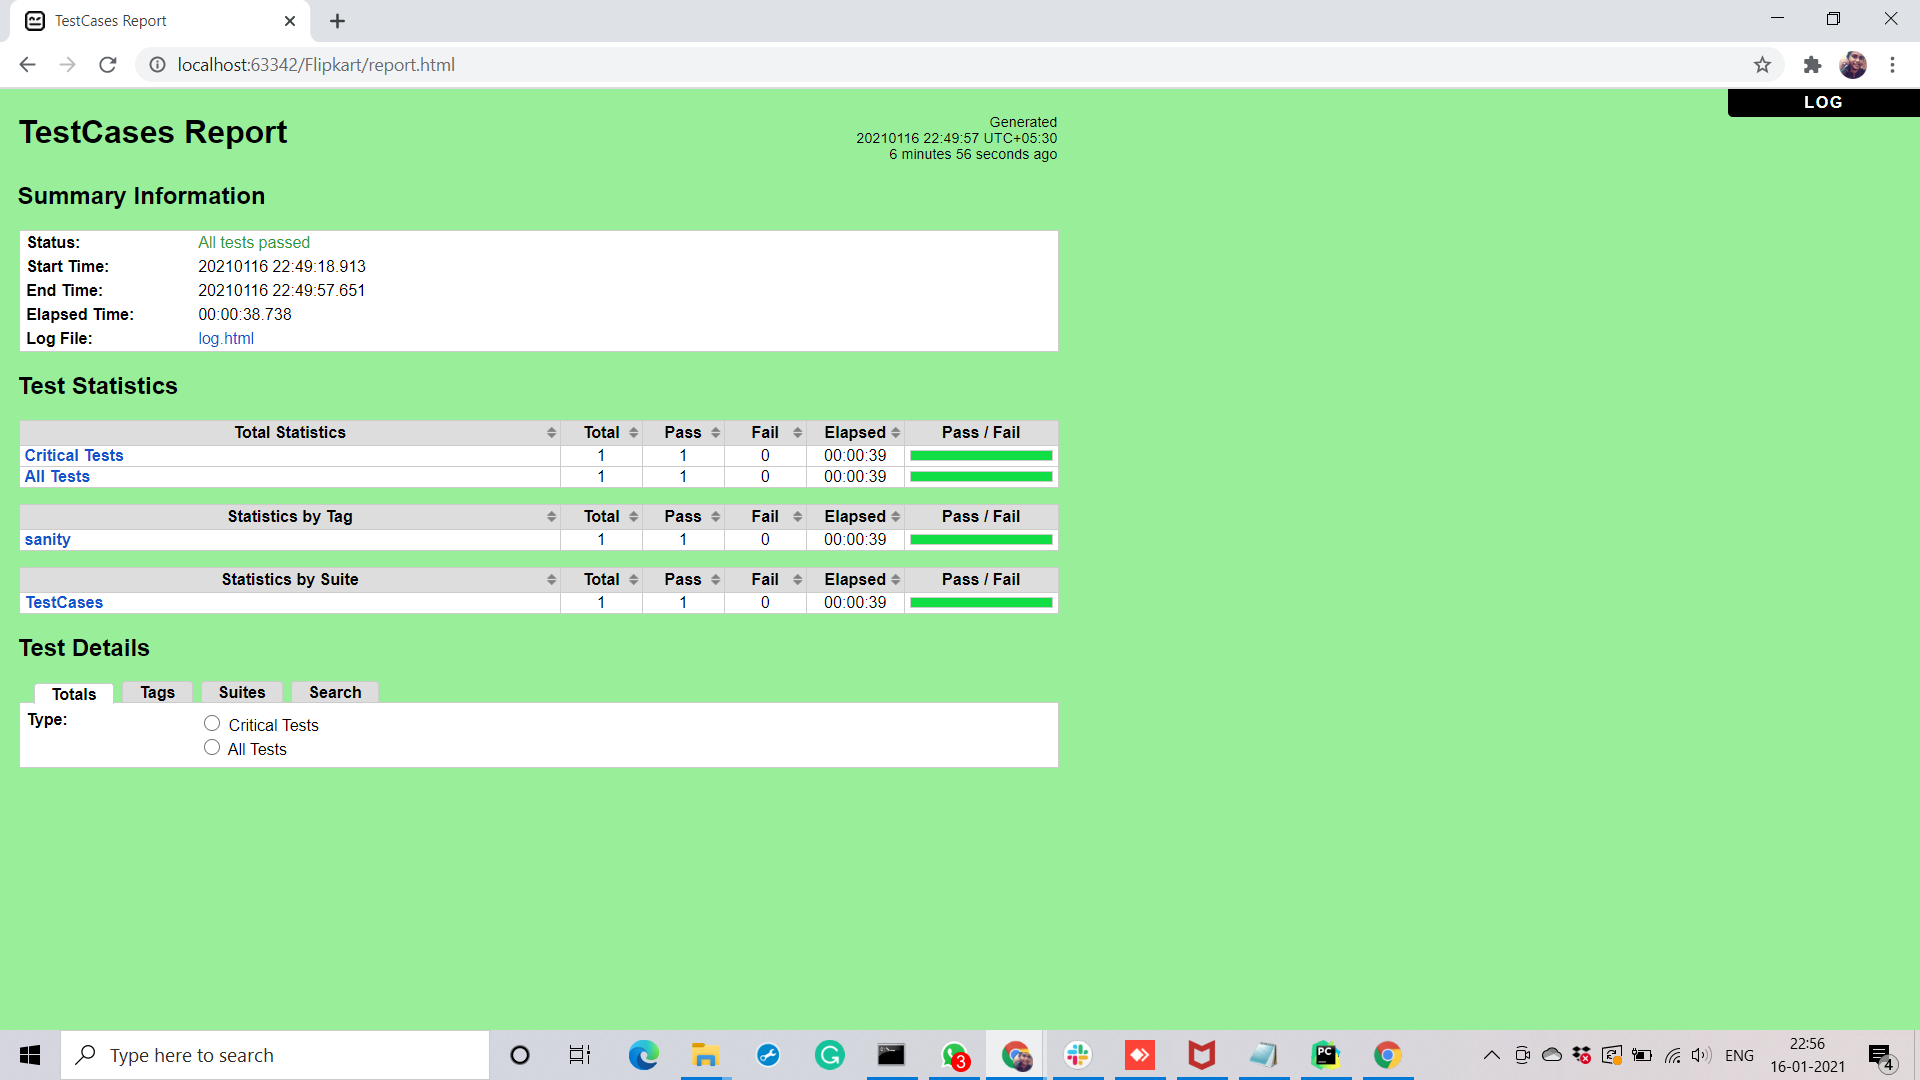 TestCases Report
localhost:63342/Flipkart/report.html
LOG
TestCases Report
Generated
20210116 22:49:57 UTC+05:30
6 minutes 56 seconds ago
Summary Information
Status: All tests passed
Start Time: 20210116 22:49:18.913
End Time: 20210116 22:49:57.651
Elapsed Time: 00:00:38.738
Log File: log.html
Test Statistics
Total Statistics Total Pass Fail Elapsed Pass / Fail
Critical Tests 1 1 0 00:00:39
All Tests 1 1 0 00:00:39
Statistics by Tag Total Pass Fail Elapsed Pass / Fail
sanity 1 1 0 00:00:39
Statistics by Suite Total Pass Fail Elapsed Pass / Fail
TestCases 1 1 0 00:00:39
Test Details
Totals Tags Suites Search
Type: Critical Tests
All Tests
Type here to search
3
PC
ENG
22:56
16-01-2021
4